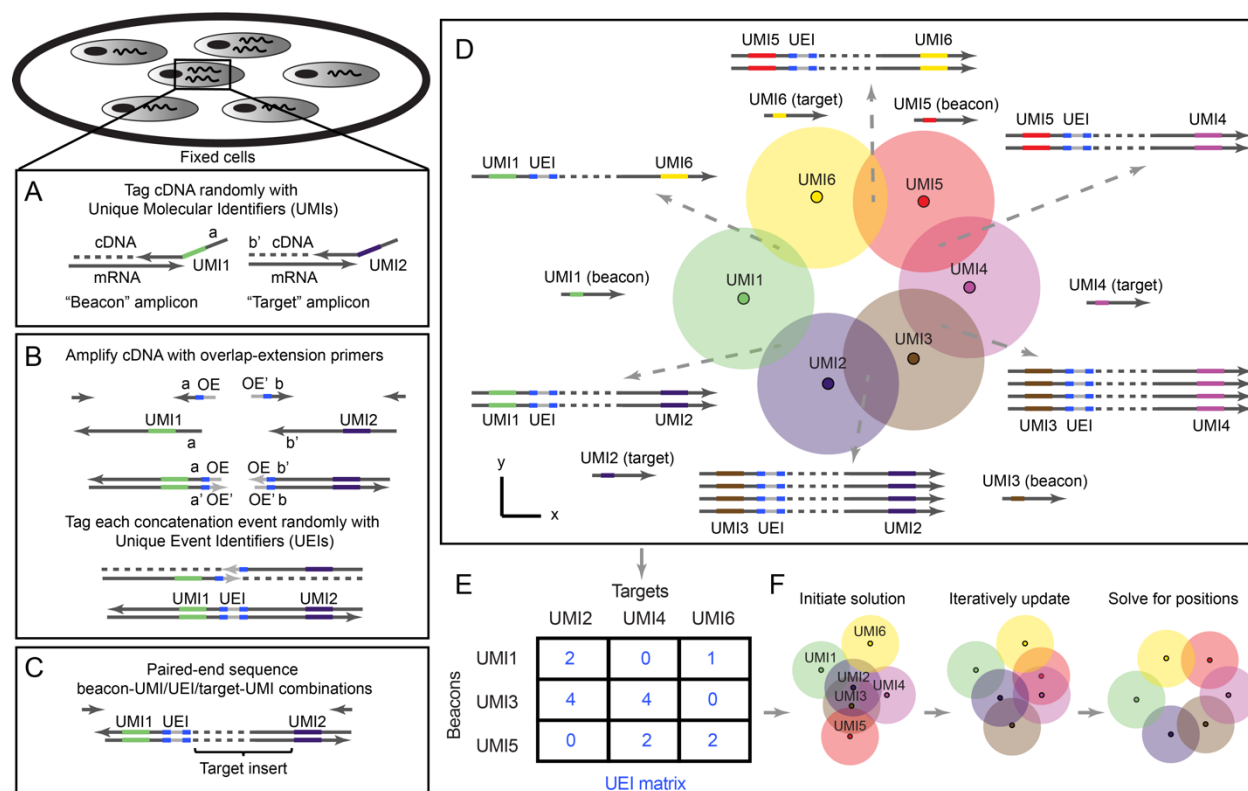 Fixed cells
A
Tag cDNA randomly with
Unique Molecular Identifiers (UMIs)
a
cDNA
UMI1
mRNA
b’
cDNA
UMI2
mRNA
“Beacon” amplicon
“Target” amplicon
B
Amplify cDNA with overlap-extension primers
a OE
OE’ b
UMI1
a
UMI2
b’
a OE
OE b’
a’ OE’
OE’ b
Tag each concatenation event randomly with
Unique Event Identifiers (UEIs)
UMI1 UEI UMI2
C
Paired-end sequence
beacon-UMI/UEI/target-UMI combinations
UMI1 UEI UMI2
Target insert
D
UMI5 UEI UMI6
UMI6 (target)
UMI5 (beacon)
UMI5 UEI UMI4
UMI1 UEI UMI6
UMI6
UMI5
UMI4
UMI1
UMI3
UMI2
UMI1 (beacon)
UMI4 (target)
UMI1 UEI UMI2
UMI3 UEI UMI4
UMI2 (target)
UMI3 (beacon)
UMI3 UEI UMI2
y
x
E
Targets
UMI2 UMI4 UMI6
Beacons
UMI1 2 0 1
UMI3 4 4 0
UMI5 0 2 2
UEI matrix
F
Initiate solution
Iteratively update
Solve for positions
UMI6
UMI1
UMI2
UMI4
UMI3
UMI5